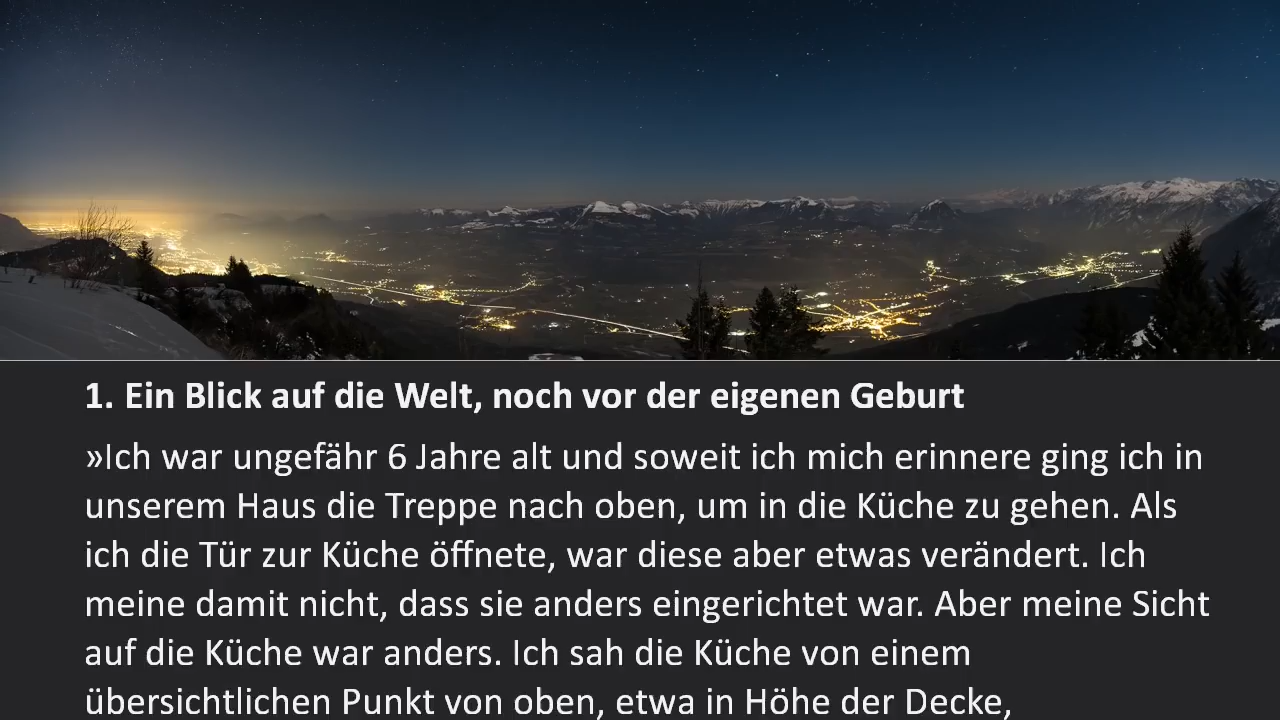 1. Ein Blick auf die Welt, noch vor der eigenen Geburt
»Ich war ungefähr 6 Jahre alt und soweit ich mich erinnere ging ich in
unserem Haus die Treppe nach oben, um in die Küche zu gehen. Als
ich die Tür zur Küche öffnete, war diese aber etwas verändert. Ich
meine damit nicht, dass sie anders eingerichtet war. Aber meine Sicht
auf die Küche war anders. Ich sah die Küche von einem
übersichtlichen Punkt von oben, etwa in Höhe der Decke,